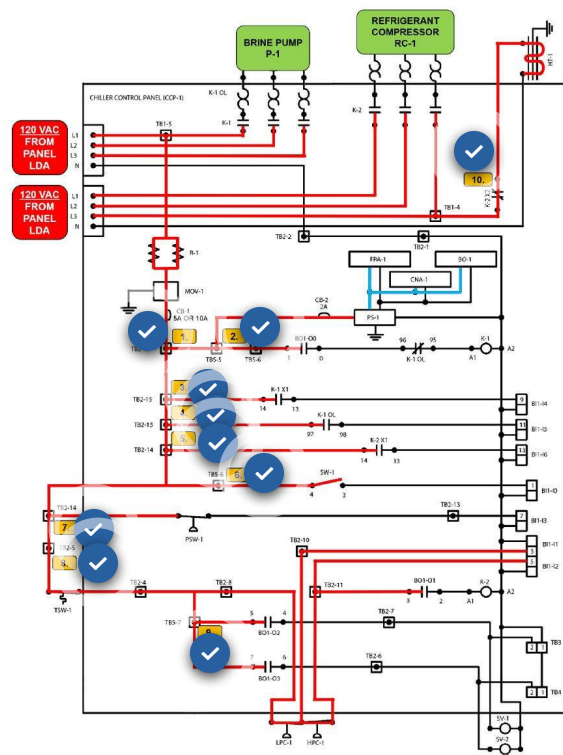 BRINE PUMP
P-1
REFRIGERANT
COMPRESSOR
RC-1
HT-1
K-1 OL
CHILLER CONTROL PANEL (CCP-1)
K-2
120 VAC
FROM
PANEL
LDA
L1
L2
L3
N
TB1-5
K-1
120 VAC
FROM
PANEL
LDA
L1
L2
L3
N
10.
K-2 X2
TB1-4
TB2-2
TB2-1
R-1
FRA-1
BO-1
CNA-1
MOV-1
CB-1
5A OR 10A
CB-2
2A
PS-1
1.
2.
TB5-5
TB5-6
1
BO1-O0
0
96
95
K-1 OL
K-1
A1
A2
TB2-15
3.
K-1 X1
14
13
9
BI1-I4
TB2-15
K-1 OL
97
98
11
BI1-I5
TB2-14
5.
K-2 X1
14
13
13
BI1-I6
TB5-6
6.
SW-1
4
3
1
BI1-I0
TB2-14
7.
PSW-1
TB2-13
7
BI1-I3
TB2-5
8.
TB2-10
BI1-I1
3
5
BI1-I2
TSW-1
TB2-4
TB2-8
TB2-11
BO1-O1
3
2
K-2
A1
A2
TB5-7
5
4
BO1-O2
TB2-7
7
6
BO1-O3
TB2-6
2
1
TB3
2
1
TB4
LPC-1
HPC-1
SV-1
SV-2